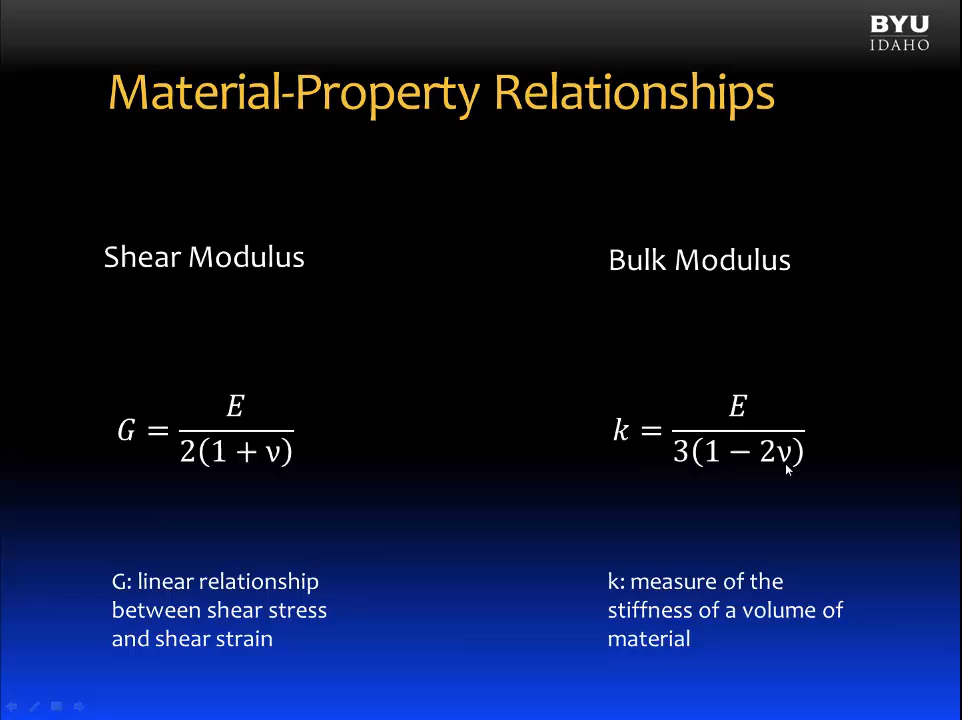 BYU
IDAHO
Material-Property Relationships
Shear Modulus
Bulk Modulus
G = E / 2(1 + ν)
k = E / 3(1 − 2ν)
G: linear relationship
between shear stress
and shear strain
k: measure of the
stiffness of a volume of
material